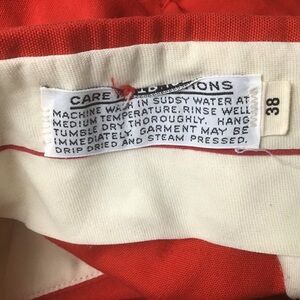 CARE INSTRUCTIONS
MACHINE WASH IN SUDSY WATER AT
MEDIUM TEMPERATURE. RINSE WELL
TUMBLE DRY THOROUGHLY. HANG
IMMEDIATELY. GARMENT MAY BE
DRIP DRIED AND STEAM PRESSED.
38